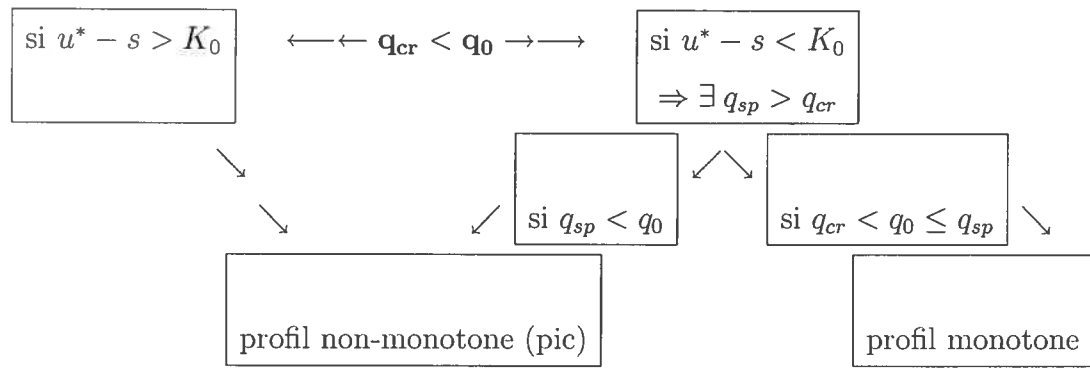 si u* − s > K₀ ←−← q_cr < q₀ →−→ si u* − s < K₀
⇒ ∃ q_sp > q_cr
si q_sp < q₀ si q_cr < q₀ ≤ q_sp
profil non-monotone (pic) profil monotone